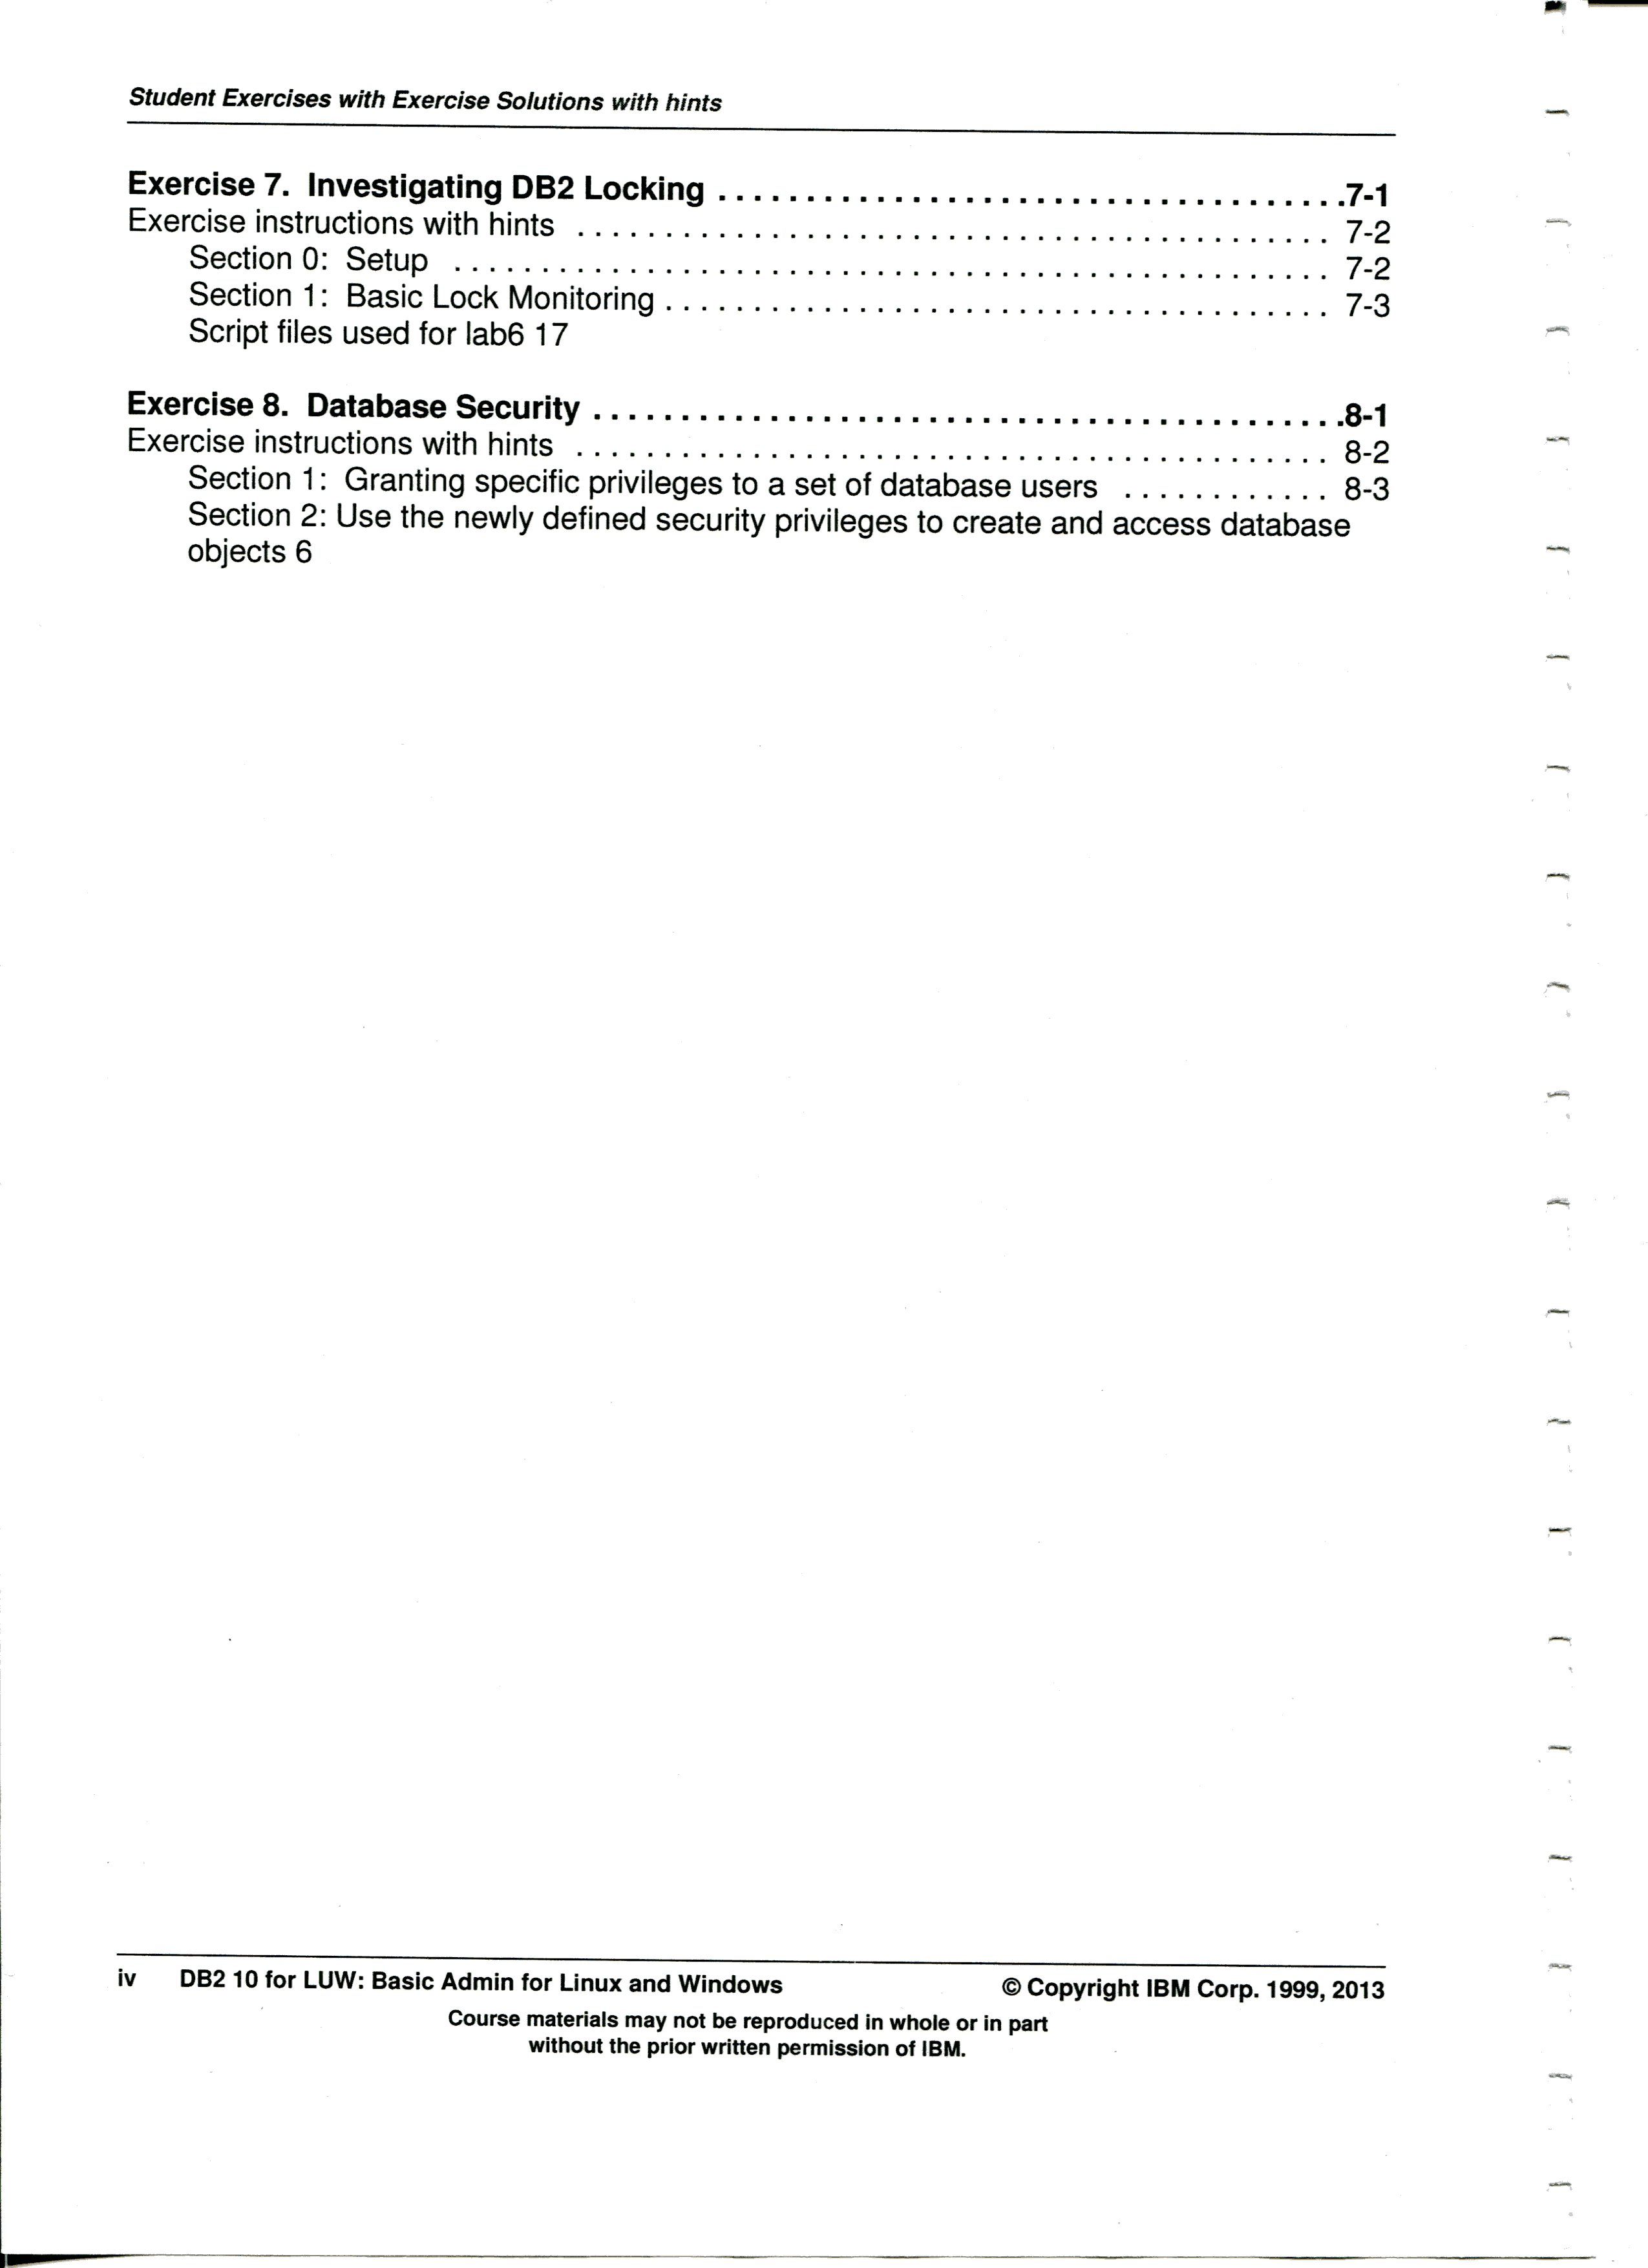 Student Exercises with Exercise Solutions with hints
Exercise 7.  Investigating DB2 Locking . . . . . . . . . . . . . . . . . . . . . . . . . . . . . . . . . . . .7-1
Exercise instructions with hints . . . . . . . . . . . . . . . . . . . . . . . . . . . . . . . . . . . . . . . . . . . 7-2
Section 0:  Setup . . . . . . . . . . . . . . . . . . . . . . . . . . . . . . . . . . . . . . . . . . . . . . . . . . 7-2
Section 1:  Basic Lock Monitoring . . . . . . . . . . . . . . . . . . . . . . . . . . . . . . . . . . . . . . 7-3
Script files used for lab6 17
Exercise 8.  Database Security . . . . . . . . . . . . . . . . . . . . . . . . . . . . . . . . . . . . . . . . . . .8-1
Exercise instructions with hints . . . . . . . . . . . . . . . . . . . . . . . . . . . . . . . . . . . . . . . . . . . 8-2
Section 1:  Granting specific privileges to a set of database users . . . . . . . . . . . . 8-3
Section 2: Use the newly defined security privileges to create and access database
objects 6
iv DB2 10 for LUW: Basic Admin for Linux and Windows © Copyright IBM Corp. 1999, 2013
Course materials may not be reproduced in whole or in part
without the prior written permission of IBM.